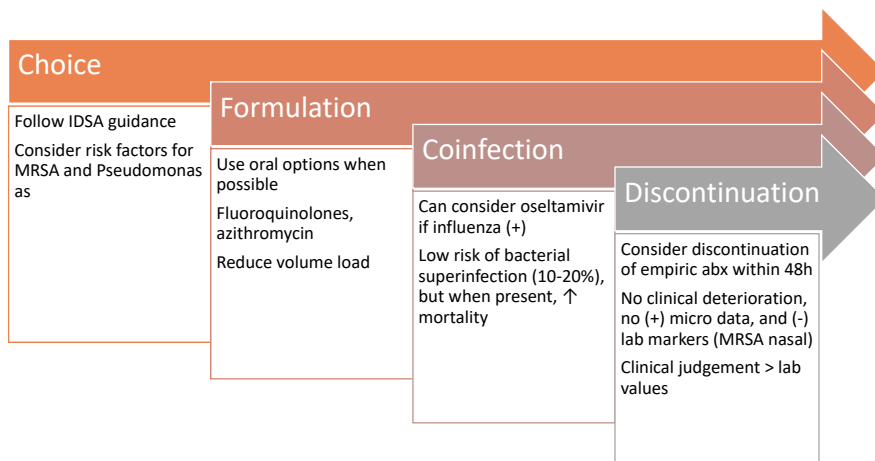 Choice
Follow IDSA guidance
Consider risk factors for
MRSA and Pseudomonas
as
Formulation
Use oral options when
possible
Fluoroquinolones,
azithromycin
Reduce volume load
Coinfection
Can consider oseltamivir
if influenza (+)
Low risk of bacterial
superinfection (10-20%),
but when present, ↑
mortality
Discontinuation
Consider discontinuation
of empiric abx within 48h
No clinical deterioration,
no (+) micro data, and (-)
lab markers (MRSA nasal)
Clinical judgement > lab
values